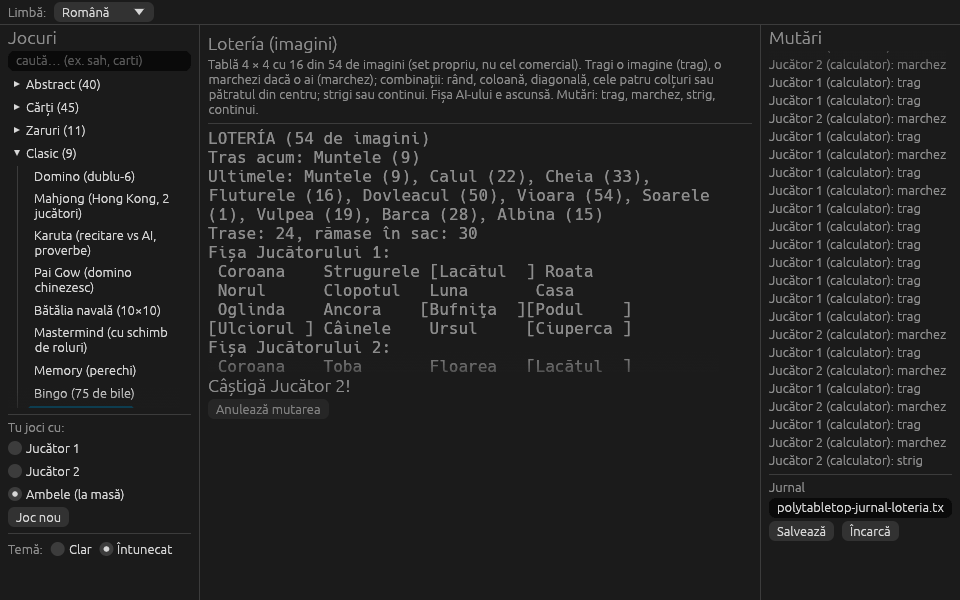 Limbă: Română
Jocuri
caută... (ex. sah, carti)
Abstract (40)
Cărți (45)
Zaruri (11)
Clasic (9)
Domino (dublu-6)
Mahjong (Hong Kong, 2
jucători)
Karuta (recitare vs AI,
proverbe)
Pai Gow (domino
chinezesc)
Bătălia navală (10×10)
Mastermind (cu schimb
de roluri)
Memory (perechi)
Bingo (75 de bile)
Tu joci cu:
Jucător 1
Jucător 2
Ambele (la masă)
Joc nou
Temă: Clar Întunecat
Lotería (imagini)
Tablă 4 × 4 cu 16 din 54 de imagini (set propriu, nu cel comercial). Tragi o imagine (trag), o
marchezi dacă o ai (marchez); combinații: rând, coloană, diagonală, cele patru colțuri sau
pătratul din centru; strigi sau continui. Fișa AI-ului e ascunsă. Mutări: trag, marchez, strig,
continui.
LOTERÍA (54 de imagini)
Tras acum: Muntele (9)
Ultimele: Muntele (9), Calul (22), Cheia (33),
Fluturele (16), Dovleacul (50), Vioara (54), Soarele
(1), Vulpea (19), Barca (28), Albina (15)
Trase: 24, rămase în sac: 30
Fișa Jucătorului 1:
Coroana Strugurele [Lacătul ] Roata
Norul Clopotul Luna Casa
Oglinda Ancora [Bufnița ][Podul ]
[Ulciorul ] Câinele Ursul [Ciuperca ]
Fișa Jucătorului 2:
Coroana Toba Floarea [Lacătul ]
Câștigă Jucător 2!
Anulează mutarea
Mutări
Jucător 2 (calculator): marchez
Jucător 1 (calculator): trag
Jucător 1 (calculator): trag
Jucător 2 (calculator): marchez
Jucător 1 (calculator): trag
Jucător 2 (calculator): marchez
Jucător 1 (calculator): trag
Jucător 2 (calculator): marchez
Jucător 1 (calculator): trag
Jucător 1 (calculator): trag
Jucător 1 (calculator): trag
Jucător 1 (calculator): trag
Jucător 1 (calculator): trag
Jucător 1 (calculator): trag
Jucător 1 (calculator): trag
Jucător 2 (calculator): marchez
Jucător 1 (calculator): trag
Jucător 2 (calculator): marchez
Jucător 1 (calculator): trag
Jucător 2 (calculator): marchez
Jucător 1 (calculator): trag
Jucător 2 (calculator): marchez
Jucător 2 (calculator): strig
Jurnal
polytabletop-jurnal-loteria.tx
Salvează Încarcă